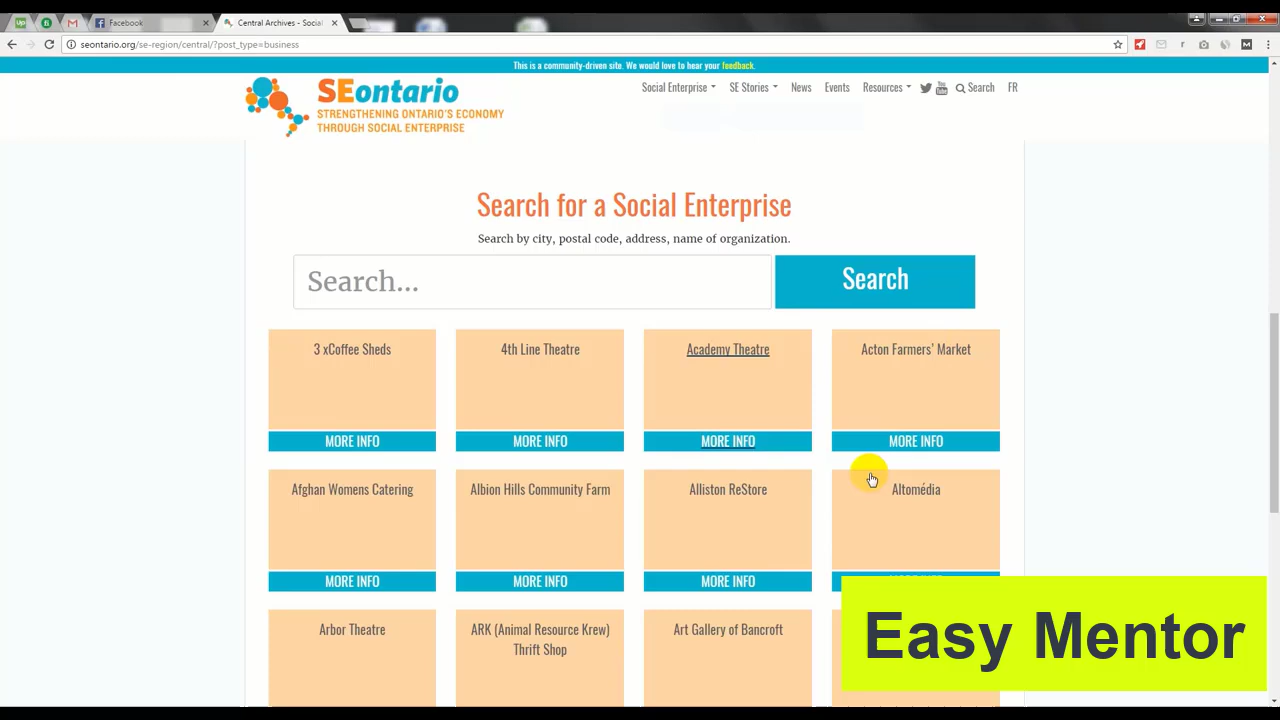 Facebook
Central Archives - Social
seontario.org/se-region/central/?post_type=business
This is a community-driven site. We would love to hear your feedback.
SEontario
STRENGTHENING ONTARIO'S ECONOMY
THROUGH SOCIAL ENTERPRISE
Social Enterprise SE Stories News Events Resources Search FR
Search for a Social Enterprise
Search by city, postal code, address, name of organization.
Search...
Search
3 xCoffee Sheds
4th Line Theatre
Academy Theatre
Acton Farmers' Market
MORE INFO
MORE INFO
MORE INFO
MORE INFO
Afghan Womens Catering
Albion Hills Community Farm
Alliston ReStore
Altomédia
MORE INFO
MORE INFO
MORE INFO
Arbor Theatre
ARK (Animal Resource Krew)
Thrift Shop
Art Gallery of Bancroft
Easy Mentor